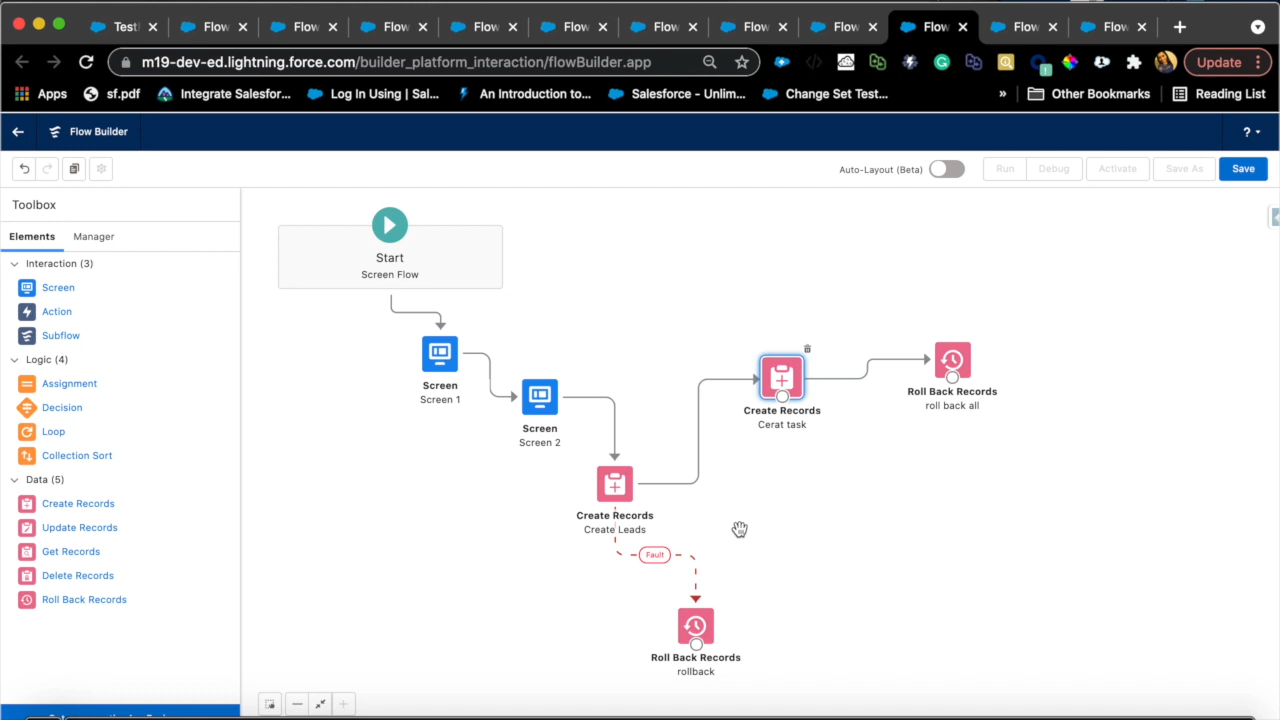 Testi
Flow
Flow
Flow
Flow
Flow
Flow
Flow
Flow
Flow
Flow
Flow
m19-dev-ed.lightning.force.com/builder_platform_interaction/flowBuilder.app
Update
Apps
sf.pdf
Integrate Salesfor...
Log In Using | Sal...
An Introduction to...
Salesforce - Unlim...
Change Set Test...
»
Other Bookmarks
Reading List
Flow Builder
?
Auto-Layout (Beta)
Run
Debug
Activate
Save As
Save
Toolbox
Elements
Manager
Interaction (3)
Screen
Action
Subflow
Logic (4)
Assignment
Decision
Loop
Collection Sort
Data (5)
Create Records
Update Records
Get Records
Delete Records
Roll Back Records
Start
Screen Flow
Screen
Screen 1
Screen
Screen 2
Create Records
Create Leads
Fault
Roll Back Records
rollback
Create Records
Cerat task
Roll Back Records
roll back all